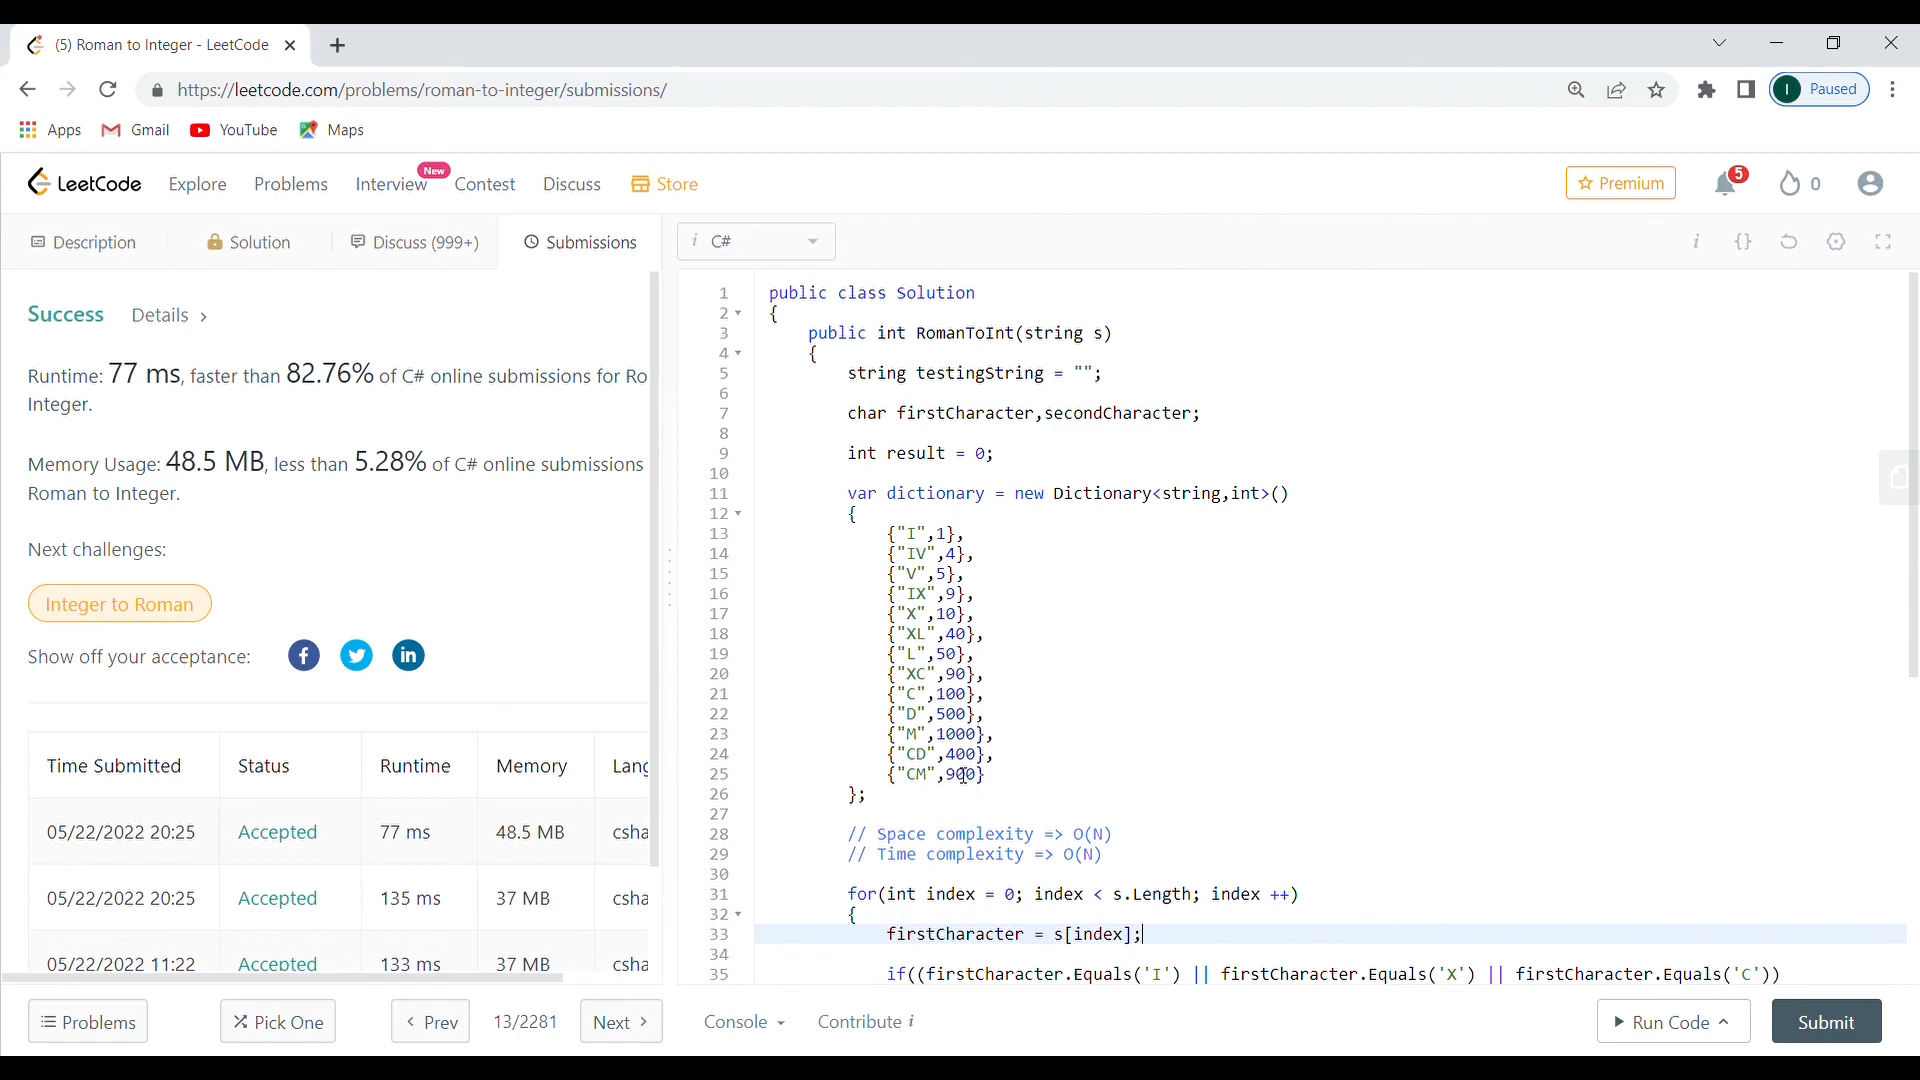 (5) Roman to Integer - LeetCode
https://leetcode.com/problems/roman-to-integer/submissions/
I Paused
Apps Gmail YouTube Maps
LeetCode Explore Problems Interview New Contest Discuss Store Premium 5 0
Description Solution Discuss (999+) Submissions i C# i {}
Success Details >
Runtime: 77 ms, faster than 82.76% of C# online submissions for Ro
Integer.
Memory Usage: 48.5 MB, less than 5.28% of C# online submissions
Roman to Integer.
Next challenges:
Integer to Roman
Show off your acceptance:
Time Submitted Status Runtime Memory Lang
05/22/2022 20:25 Accepted 77 ms 48.5 MB csha
05/22/2022 20:25 Accepted 135 ms 37 MB csha
05/22/2022 11:22 Accepted 133 ms 37 MB csha
1 public class Solution
2 {
3 public int RomanToInt(string s)
4 {
5 string testingString = "";
6
7 char firstCharacter,secondCharacter;
8
9 int result = 0;
10
11 var dictionary = new Dictionary<string,int>()
12 {
13 {"I",1},
14 {"IV",4},
15 {"V",5},
16 {"IX",9},
17 {"X",10},
18 {"XL",40},
19 {"L",50},
20 {"XC",90},
21 {"C",100},
22 {"D",500},
23 {"M",1000},
24 {"CD",400},
25 {"CM",900}
26 };
27
28 // Space complexity => O(N)
29 // Time complexity => O(N)
30
31 for(int index = 0; index < s.Length; index ++)
32 {
33 firstCharacter = s[index];
34
35 if((firstCharacter.Equals('I') || firstCharacter.Equals('X') || firstCharacter.Equals('C'))
Problems Pick One < Prev 13/2281 Next > Console Contribute i Run Code Submit